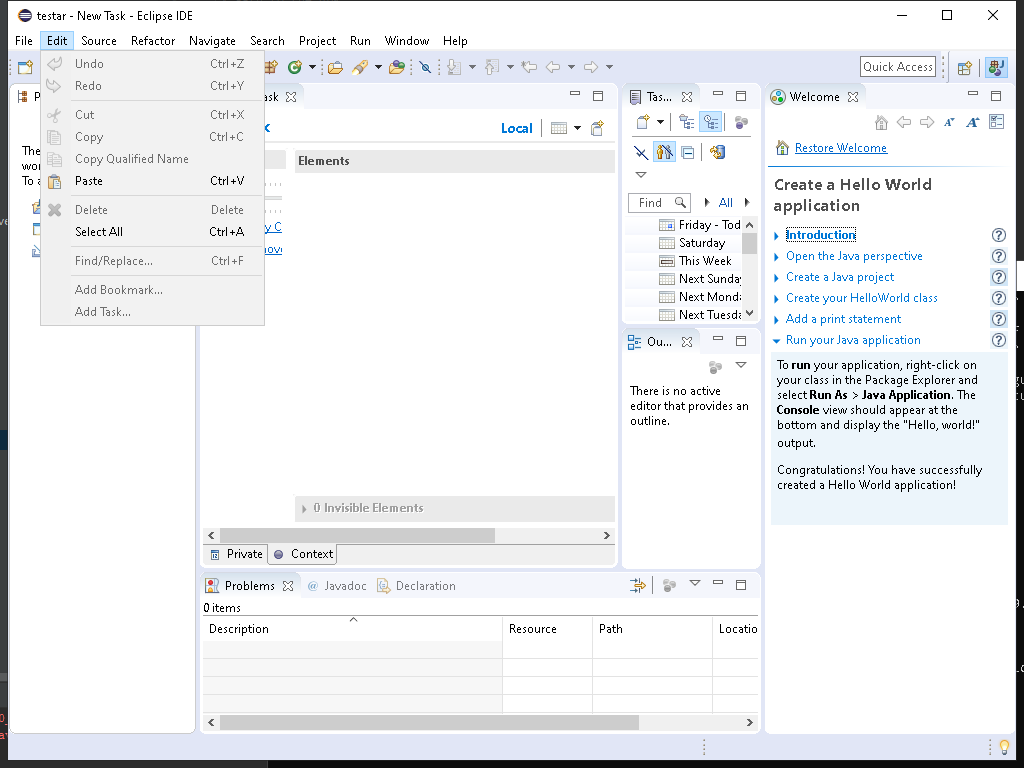 testar - New Task - Eclipse IDE
File Edit Source Refactor Navigate Search Project Run Window Help
Quick Access
Undo Ctrl+Z
Redo Ctrl+Y
Cut Ctrl+X
Copy Ctrl+C
Copy Qualified Name
Paste Ctrl+V
Delete Delete
Select All Ctrl+A
Find/Replace... Ctrl+F
Add Bookmark...
Add Task...
Local
Elements
0 Invisible Elements
Private Context
Tas...
Find All
Friday - Tod
Saturday
This Week
Next Sunday
Next Monda
Next Tuesda
Ou...
There is no active
editor that provides an
outline.
Welcome
Restore Welcome
Create a Hello World
application
Introduction
Open the Java perspective
Create a Java project
Create your HelloWorld class
Add a print statement
Run your Java application
To run your application, right-click on
your class in the Package Explorer and
select Run As > Java Application. The
Console view should appear at the
bottom and display the "Hello, world!"
output.
Congratulations! You have successfully
created a Hello World application!
Problems @ Javadoc Declaration
0 items
Description Resource Path Locatio